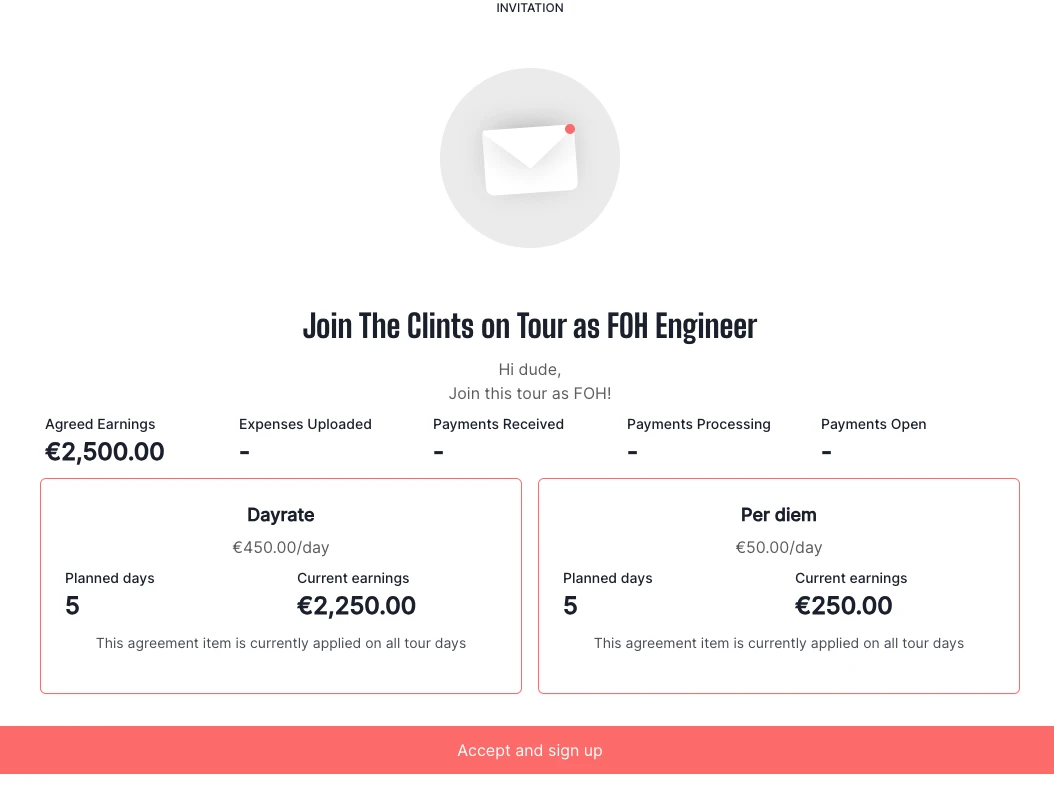 INVITATION
Join The Clints on Tour as FOH Engineer
Hi dude,
Join this tour as FOH!
Agreed Earnings Expenses Uploaded Payments Received Payments Processing Payments Open
€2,500.00 - - - -
Dayrate
€450.00/day
Planned days Current earnings
5 €2,250.00
This agreement item is currently applied on all tour days
Per diem
€50.00/day
Planned days Current earnings
5 €250.00
This agreement item is currently applied on all tour days
Accept and sign up